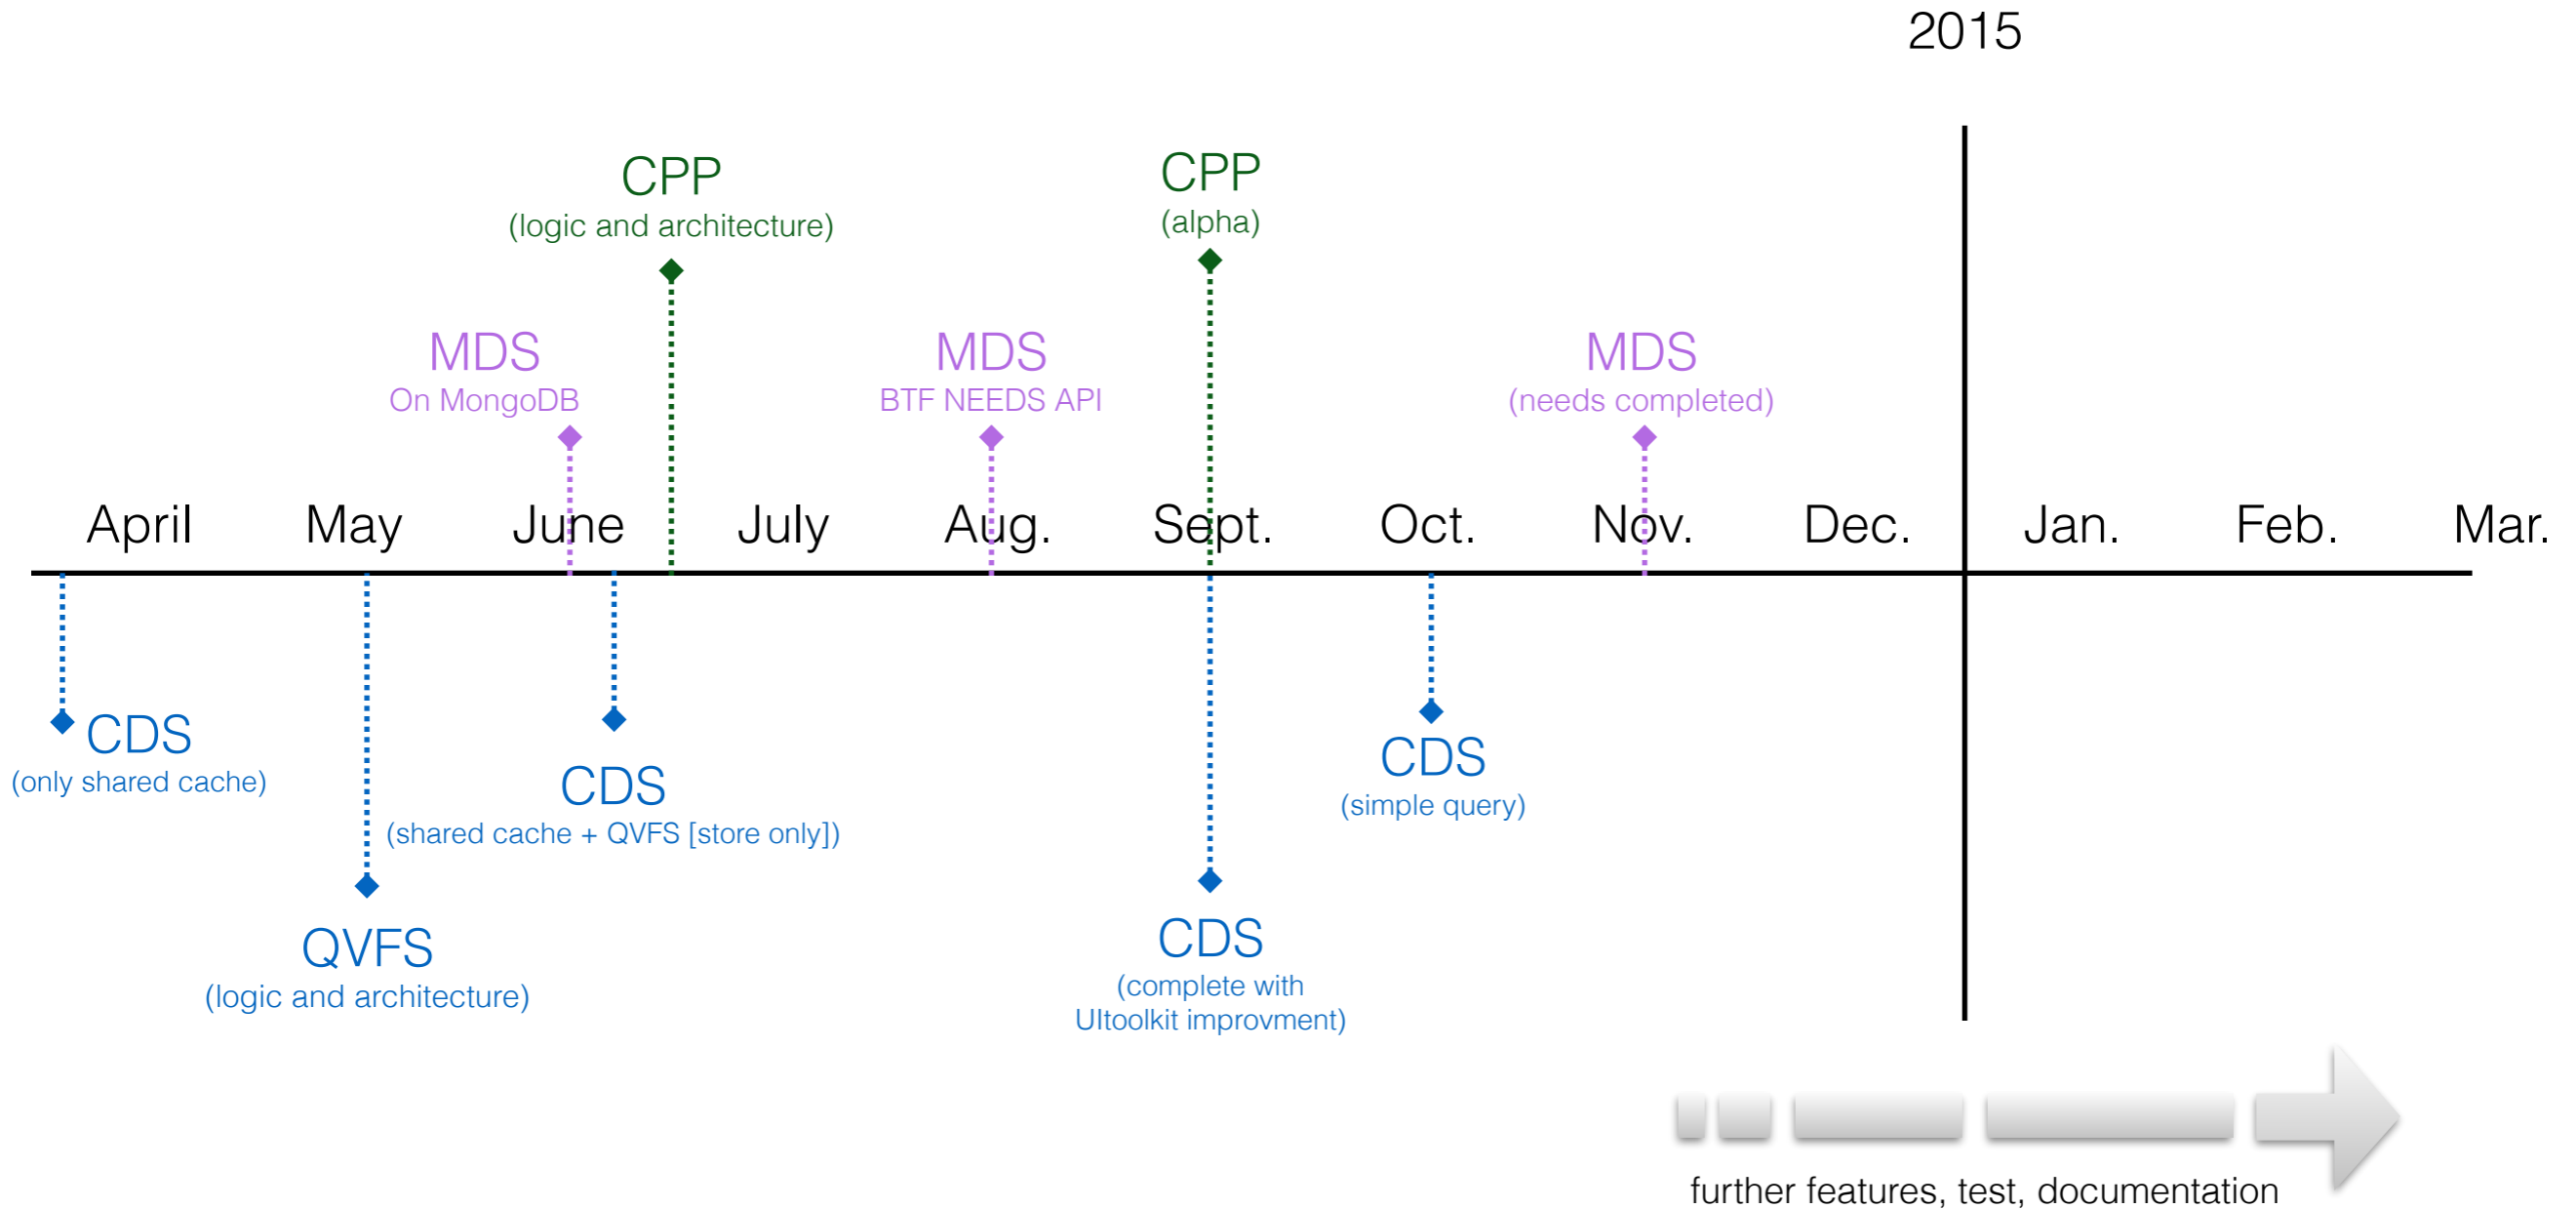 2015
CPP
(logic and architecture)
CPP
(alpha)
MDS
On MongoDB
MDS
BTF NEEDS API
MDS
(needs completed)
April May June July Aug. Sept. Oct. Nov. Dec. Jan. Feb. Mar.
CDS
(only shared cache)
CDS
(shared cache + QVFS [store only])
CDS
(simple query)
QVFS
(logic and architecture)
CDS
(complete with
UItoolkit improvment)
further features, test, documentation